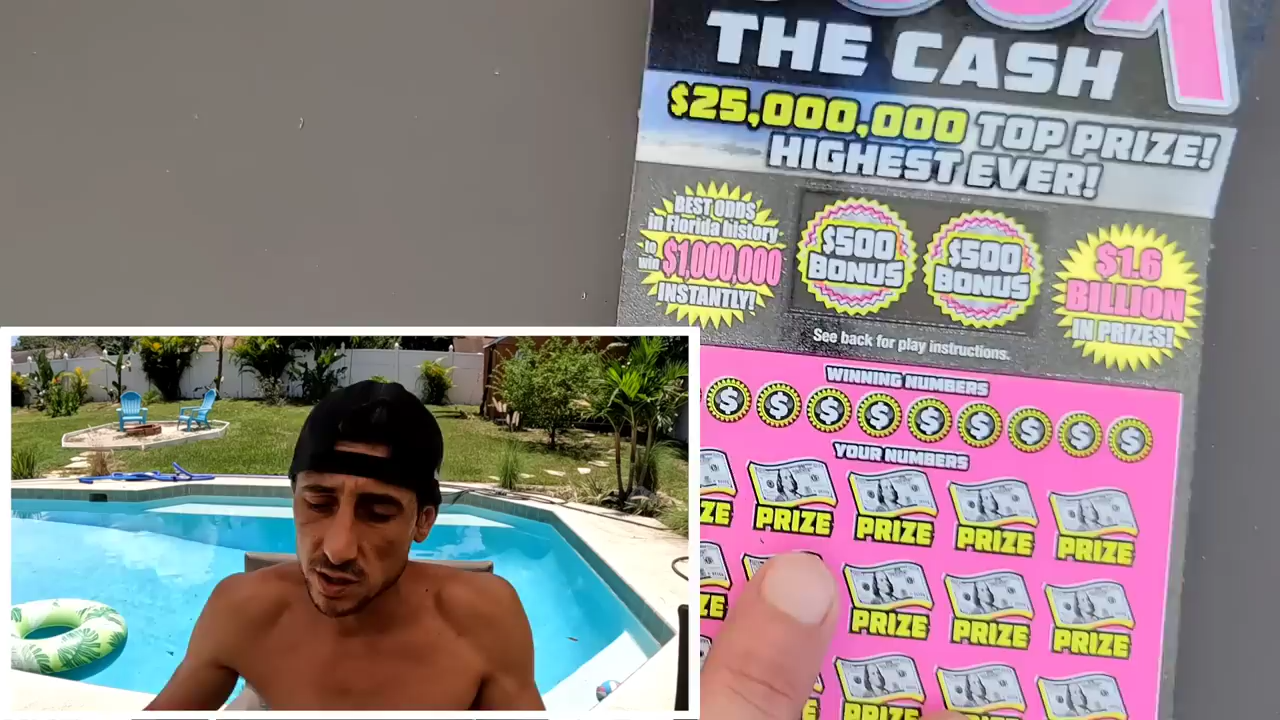 THE CASH
$25,000,000 TOP PRIZE!
HIGHEST EVER!
BEST ODDS
in Florida history
to
win $1,000,000
INSTANTLY!
$500
BONUS
$500
BONUS
$1.6
BILLION
IN PRIZES!
See back for play instructions.
WINNING NUMBERS
$ $ $ $ $ $ $ $ $
YOUR NUMBERS
PRIZE PRIZE PRIZE PRIZE
PRIZE PRIZE PRIZE